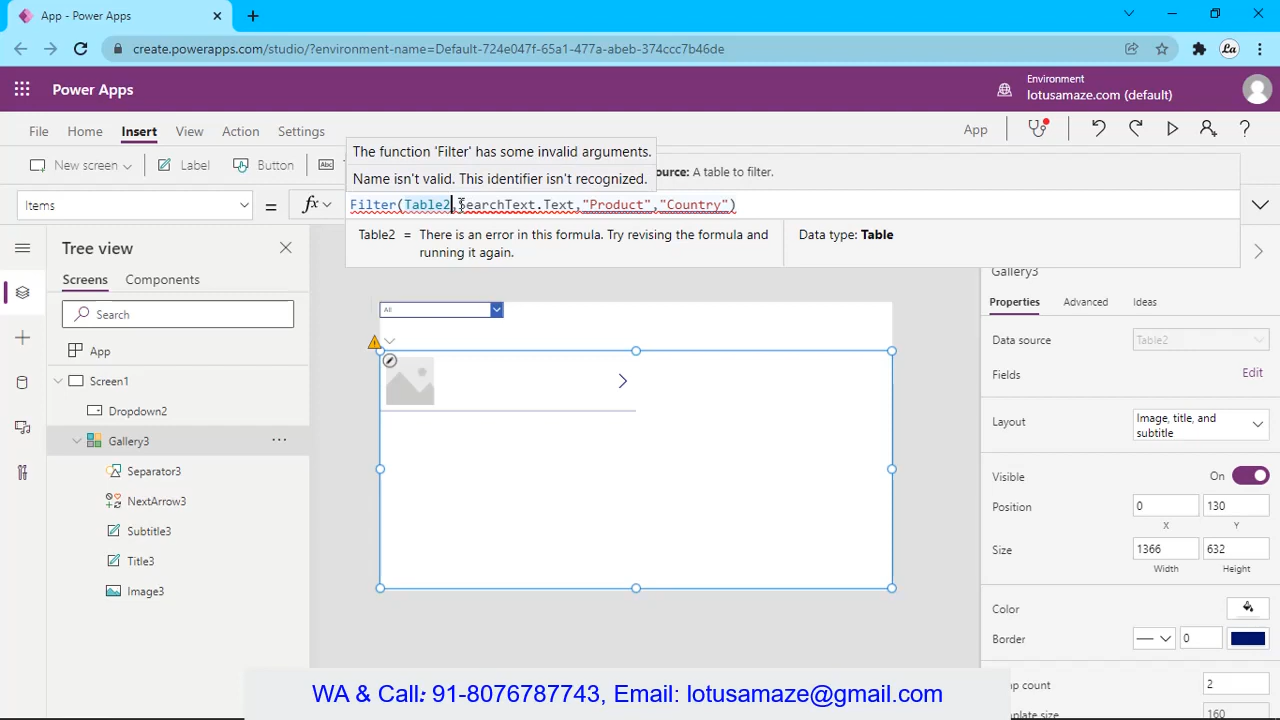 App - Power Apps
create.powerapps.com/studio/?environment-name=Default-724e047f-65a1-477a-abeb-374ccc7b46de
Power Apps
Environment
lotusamaze.com (default)
File
Home
Insert
View
Action
Settings
App
New screen
Label
Button
Abc
The function 'Filter' has some invalid arguments.
Name isn't valid. This identifier isn't recognized.
source: A table to filter.
Items
=
fx
Filter(Table2,SearchText.Text,"Product","Country")
Table2 = There is an error in this formula. Try revising the formula and running it again.
Data type: Table
Tree view
Screens
Components
Search
App
Screen1
Dropdown2
Gallery3
Separator3
NextArrow3
Subtitle3
Title3
Image3
All
Gallery3
Properties
Advanced
Ideas
Data source
Table2
Fields
Edit
Layout
Image, title, and
subtitle
Visible
On
Position
0
130
X
Y
Size
1366
632
Width
Height
Color
Border
0
2
160
WA & Call: 91-8076787743, Email: lotusamaze@gmail.com